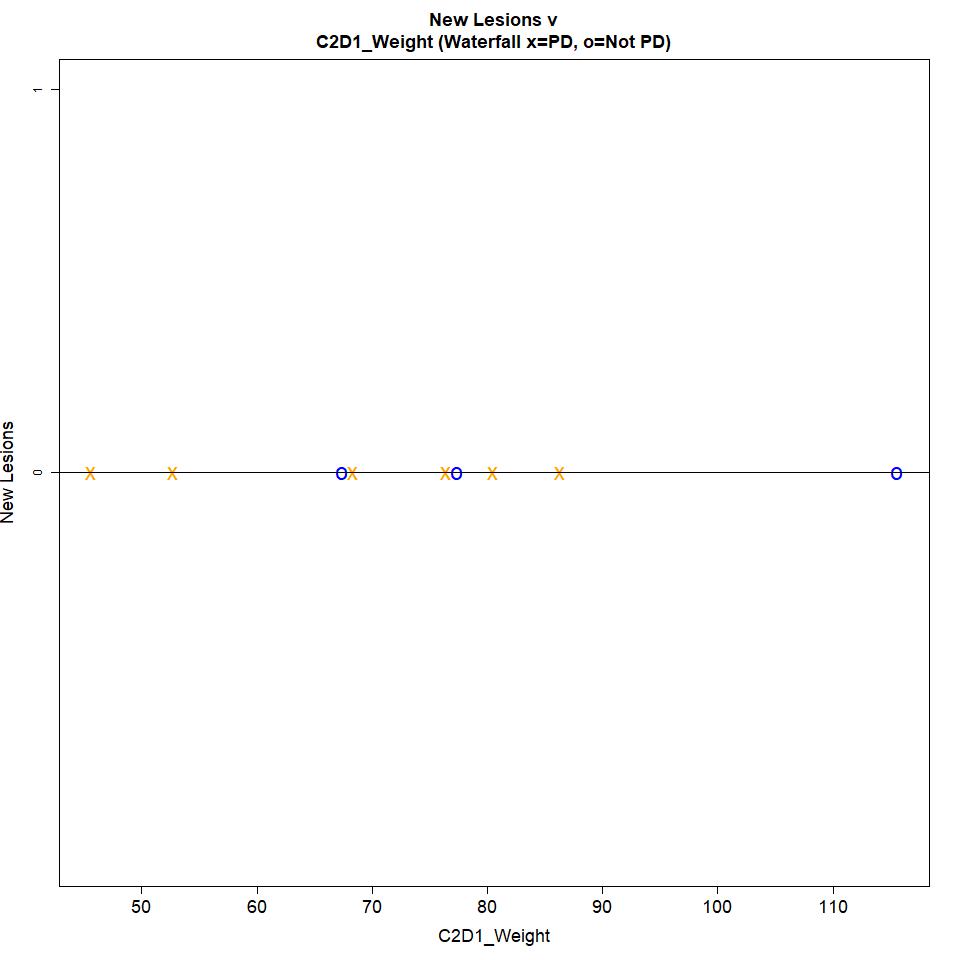 New Lesions v
C2D1_Weight (Waterfall x=PD, o=Not PD)
1
New Lesions
0
x x o x x o x x o
50 60 70 80 90 100 110
C2D1_Weight